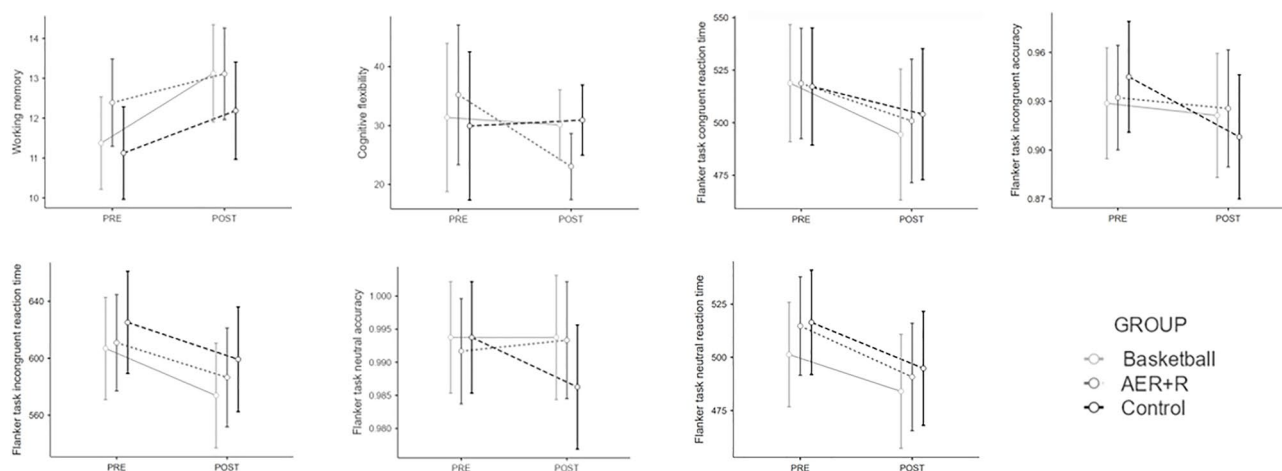 Working memory
14
13
12
11
10
PRE
POST
Cognitive flexibility
40
30
20
PRE
POST
Flanker task congruent reaction time
550
525
500
475
PRE
POST
Flanker task incongruent accuracy
0.96
0.93
0.90
0.87
PRE
POST
Flanker task incongruent reaction time
640
600
560
PRE
POST
Flanker task neutral accuracy
1.000
0.995
0.990
0.985
0.980
PRE
POST
Flanker task neutral reaction time
525
500
475
PRE
POST
GROUP
Basketball
AER+R
Control